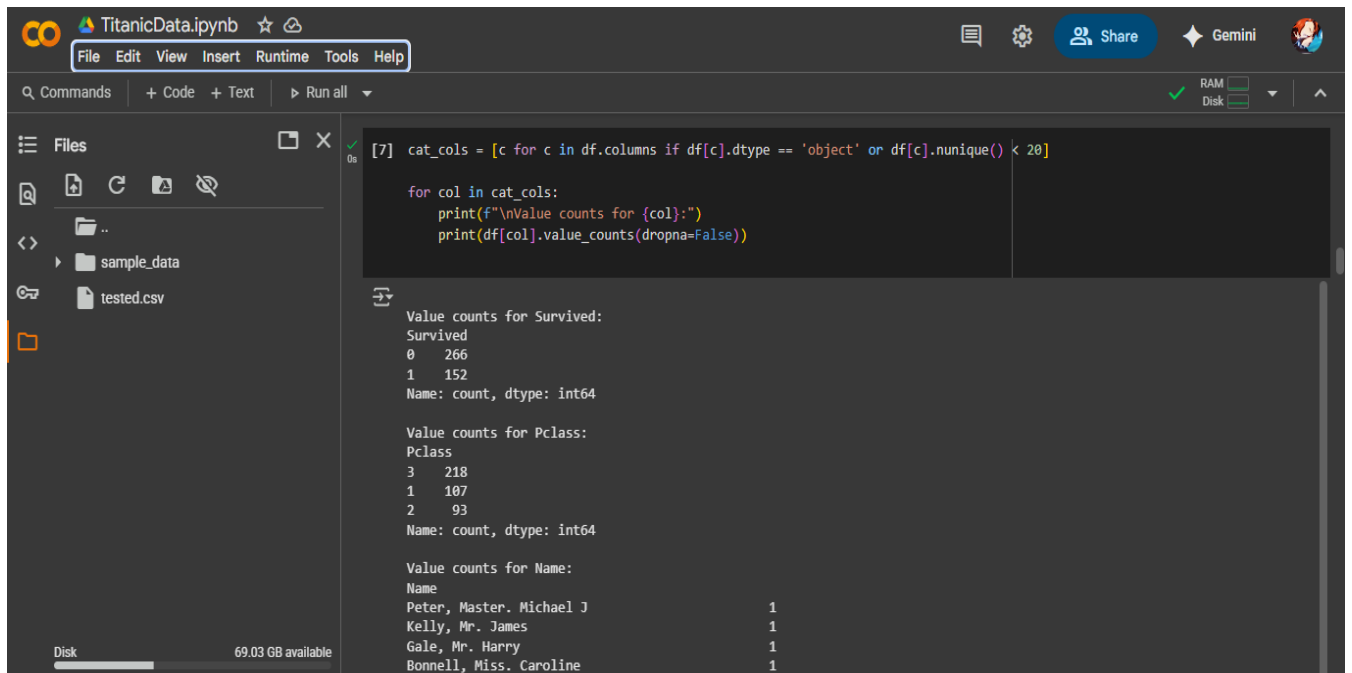 TitanicData.ipynb
File Edit View Insert Runtime Tools Help
Share
Gemini
Commands + Code + Text Run all
RAM
Disk
Files
..
sample_data
tested.csv
Disk 69.03 GB available
0s
[7] cat_cols = [c for c in df.columns if df[c].dtype == 'object' or df[c].nunique() < 20]
for col in cat_cols:
print(f"\nValue counts for {col}:")
print(df[col].value_counts(dropna=False))
Value counts for Survived:
Survived
0 266
1 152
Name: count, dtype: int64
Value counts for Pclass:
Pclass
3 218
1 107
2 93
Name: count, dtype: int64
Value counts for Name:
Name
Peter, Master. Michael J 1
Kelly, Mr. James 1
Gale, Mr. Harry 1
Bonnell, Miss. Caroline 1